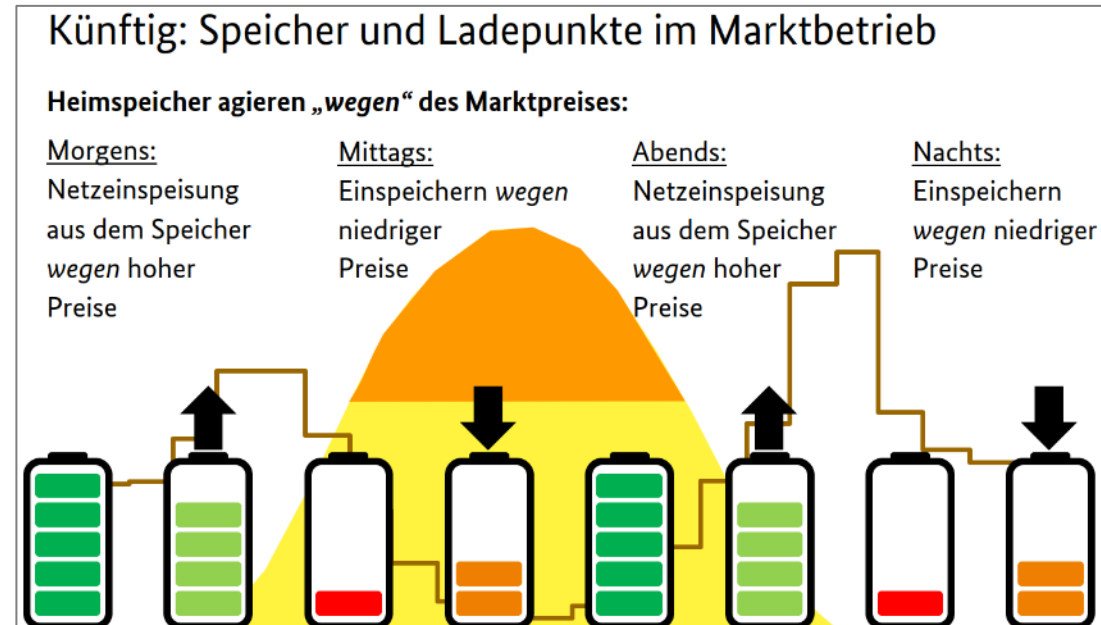 Künftig: Speicher und Ladepunkte im Marktbetrieb
Heimspeicher agieren „wegen“ des Marktpreises:
Morgens:
Netzeinspeisung
aus dem Speicher
wegen hoher
Preise
Mittags:
Einspeichern wegen
niedriger
Preise
Abends:
Netzeinspeisung
aus dem Speicher
wegen hoher
Preise
Nachts:
Einspeichern
wegen niedriger
Preise